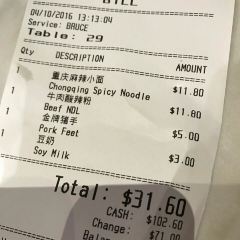 BILL
04/10/2016 13:13:04
Service: BRUCE
Table: 29
Qty DESCRIPTION AMOUNT
1 重庆麻辣小面 $11.80
Chongqing Spicy Noodle
1 牛肉酸辣粉 $11.80
Beef NDL
1 金牌猪手 $5.00
Pork Feet
1 豆奶 $3.00
Soy Milk
Total: $31.60
CASH: $102.60
Change: $71.00